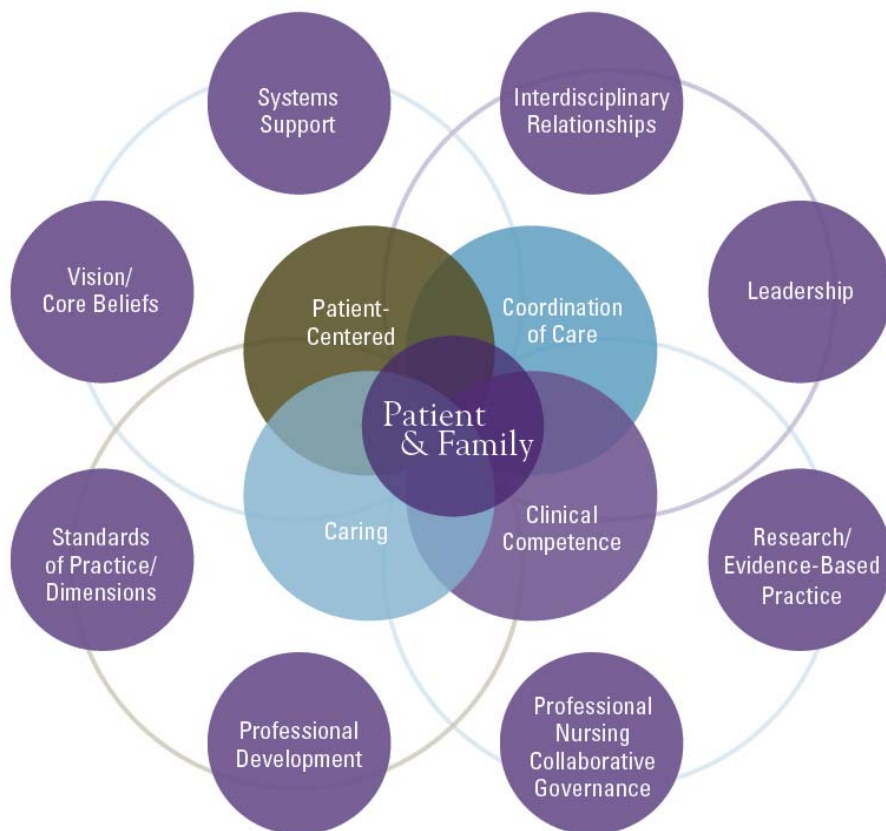 Systems
Support
Interdisciplinary
Relationships
Vision/
Core Beliefs
Patient-
Centered
Coordination
of Care
Leadership
Patient
& Family
Caring
Clinical
Competence
Standards
of Practice/
Dimensions
Research/
Evidence-Based
Practice
Professional
Development
Professional
Nursing
Collaborative
Governance